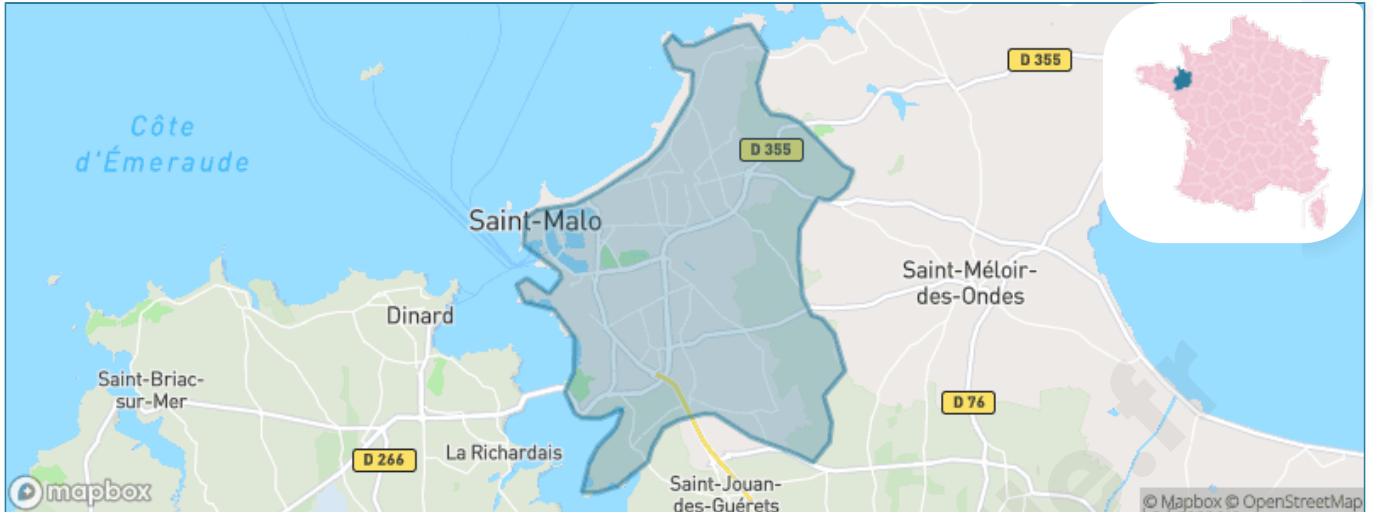 D 355
Côte
d'Émeraude
D 355
Saint-Malo
Saint-Méloir-
des-Ondes
Dinard
Saint-Briac-
sur-Mer
D 76
La Richardais
D 266
Saint-Jouan-
des-Guérets
mapbox
© Mapbox © OpenStreetMap